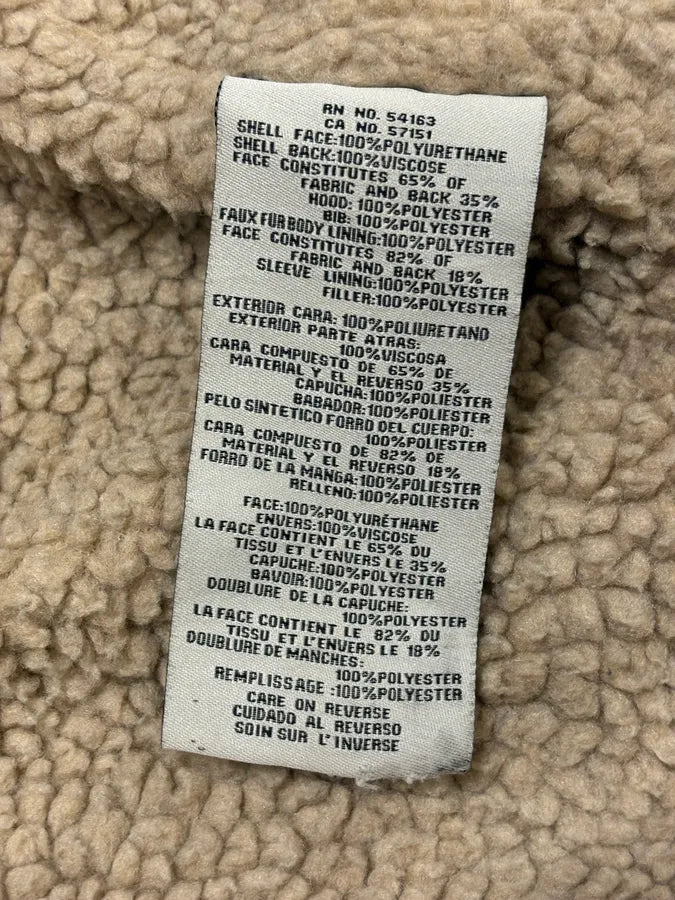 RN NO. 54163
CA NO. 57151
SHELL FACE:100%POLYURETHANE
SHELL BACK:100%VISCOSE
FACE CONSTITUTES 65% OF
FABRIC AND BACK 35%
HOOD: 100%POLYESTER
BIB: 100%POLYESTER
FAUX FUR BODY LINING:100%POLYESTER
FACE CONSTITUTES 82% OF
FABRIC AND BACK 18%
SLEEVE LINING:100%POLYESTER
FILLER:100%POLYESTER
EXTERIOR CARA: 100%POLIURETANO
EXTERIOR PARTE ATRAS:
100%VISCOSA
CARA COMPUESTO DE 65% DE
MATERIAL Y EL REVERSO 35%
CAPUCHA:100%POLIESTER
BABADOR:100%POLIESTER
PELO SINTETICO FORRO DEL CUERPO:
100%POLIESTER
CARA COMPUESTO DE 82% DE
MATERIAL Y EL REVERSO 18%
FORRO DE LA MANGA:100%POLIESTER
RELLENO:100%POLIESTER
FACE:100%POLYURÉTHANE
ENVERS:100%VISCOSE
LA FACE CONTIENT LE 65% DU
TISSU ET L'ENVERS LE 35%
CAPUCHE:100%POLYESTER
BAVOIR:100%POLYESTER
DOUBLURE DE LA CAPUCHE:
100%POLYESTER
LA FACE CONTIENT LE 82% DU
TISSU ET L'ENVERS LE 18%
DOUBLURE DE MANCHES:
100%POLYESTER
REMPLISSAGE :100%POLYESTER
CARE ON REVERSE
CUIDADO AL REVERSO
SOIN SUR L'INVERSE